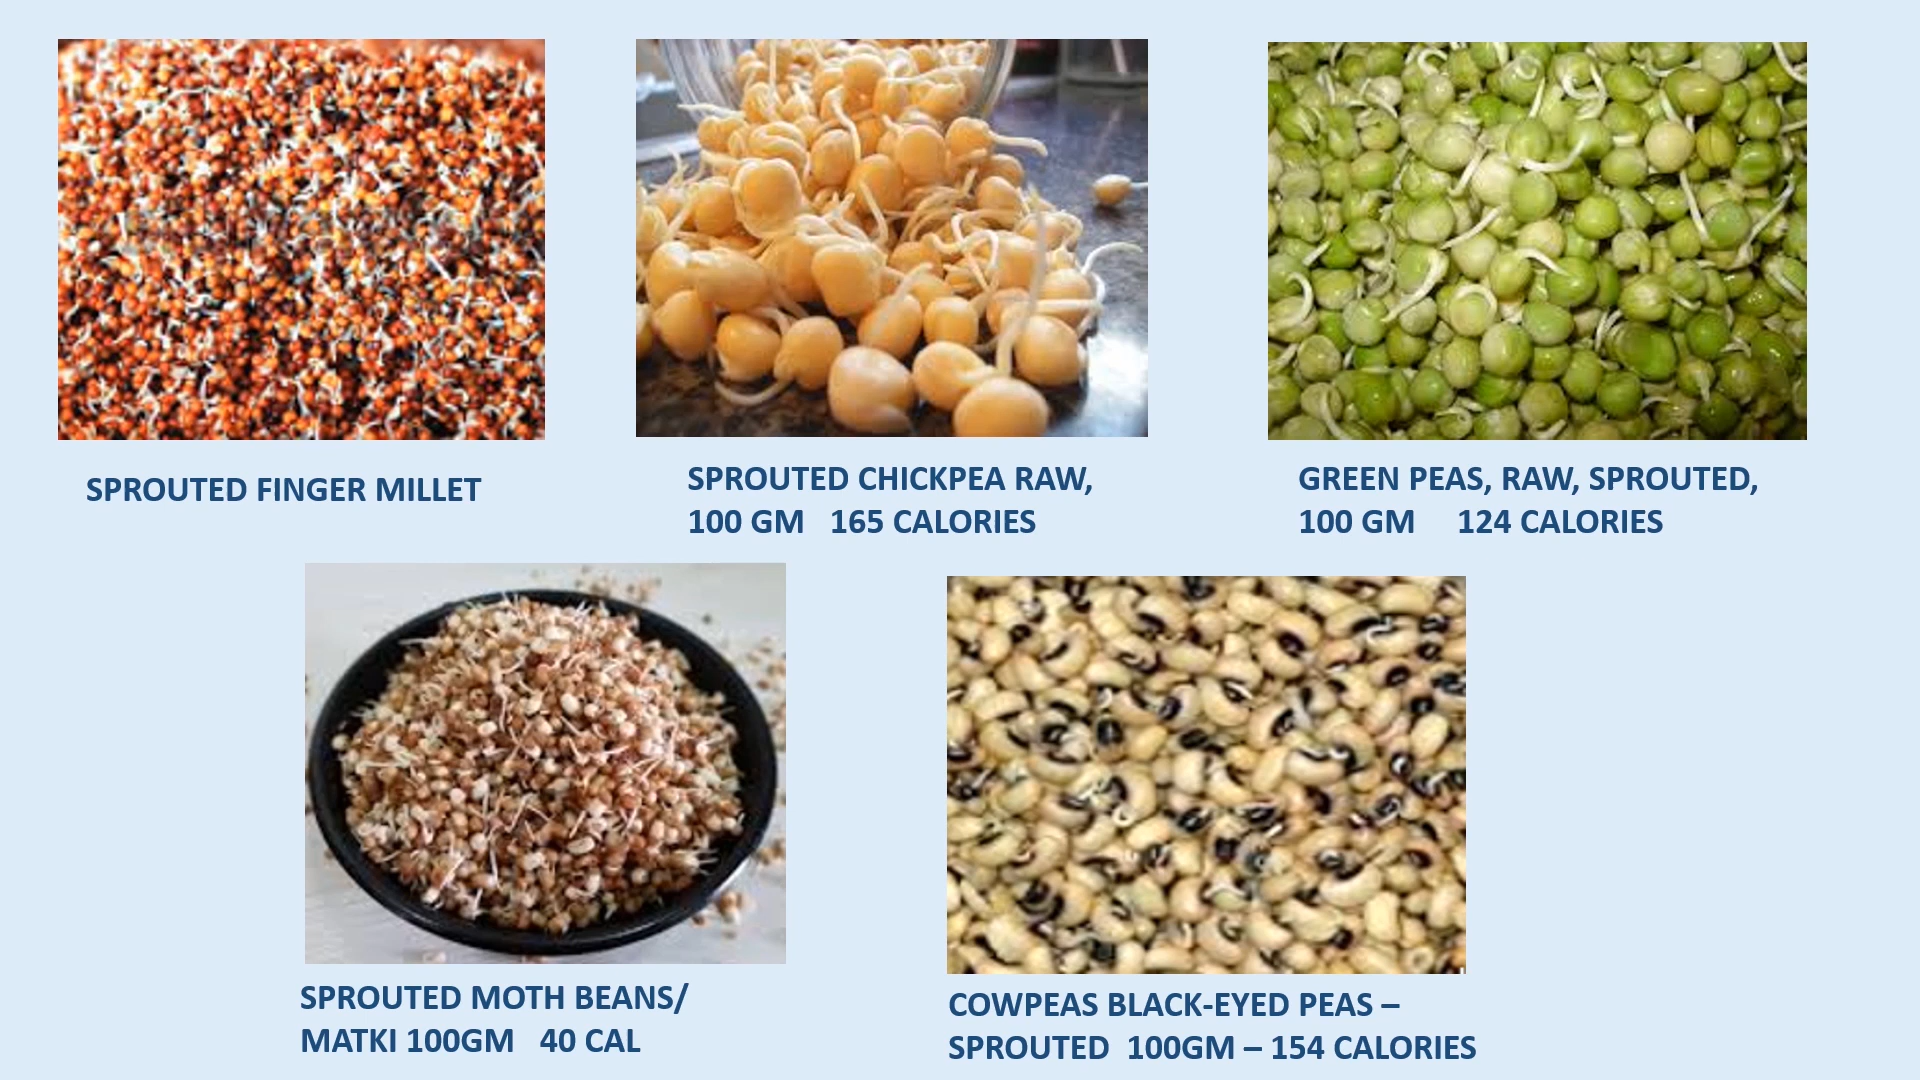 SPROUTED FINGER MILLET
SPROUTED CHICKPEA RAW,
100 GM   165 CALORIES
GREEN PEAS, RAW, SPROUTED,
100 GM     124 CALORIES
SPROUTED MOTH BEANS/
MATKI 100GM   40 CAL
COWPEAS BLACK-EYED PEAS –
SPROUTED  100GM – 154 CALORIES